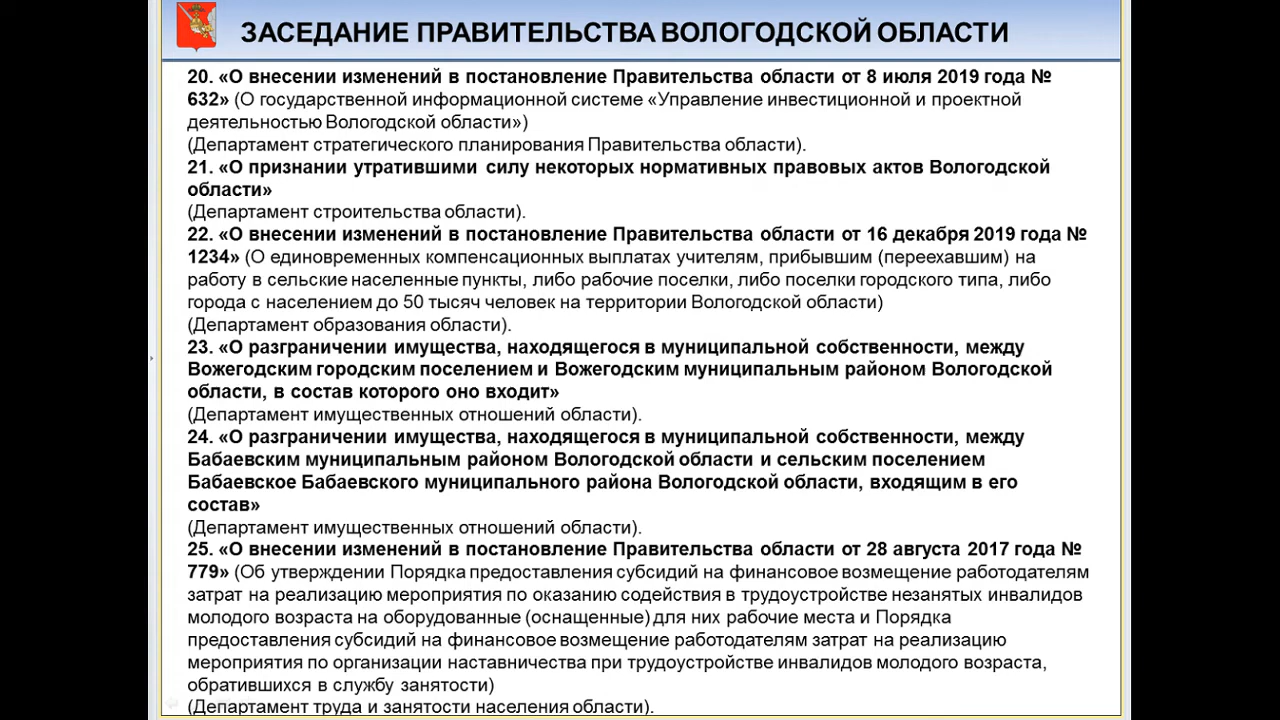 ЗАСЕДАНИЕ ПРАВИТЕЛЬСТВА ВОЛОГОДСКОЙ ОБЛАСТИ
20. «О внесении изменений в постановление Правительства области от 8 июля 2019 года №
632» (О государственной информационной системе «Управление инвестиционной и проектной
деятельностью Вологодской области»)
(Департамент стратегического планирования Правительства области).
21. «О признании утратившими силу некоторых нормативных правовых актов Вологодской
области»
(Департамент строительства области).
22. «О внесении изменений в постановление Правительства области от 16 декабря 2019 года №
1234» (О единовременных компенсационных выплатах учителям, прибывшим (переехавшим) на
работу в сельские населенные пункты, либо рабочие поселки, либо поселки городского типа, либо
города с населением до 50 тысяч человек на территории Вологодской области)
(Департамент образования области).
23. «О разграничении имущества, находящегося в муниципальной собственности, между
Вожегодским городским поселением и Вожегодским муниципальным районом Вологодской
области, в состав которого оно входит»
(Департамент имущественных отношений области).
24. «О разграничении имущества, находящегося в муниципальной собственности, между
Бабаевским муниципальным районом Вологодской области и сельским поселением
Бабаевское Бабаевского муниципального района Вологодской области, входящим в его
состав»
(Департамент имущественных отношений области).
25. «О внесении изменений в постановление Правительства области от 28 августа 2017 года №
779» (Об утверждении Порядка предоставления субсидий на финансовое возмещение работодателям
затрат на реализацию мероприятия по оказанию содействия в трудоустройстве незанятых инвалидов
молодого возраста на оборудованные (оснащенные) для них рабочие места и Порядка
предоставления субсидий на финансовое возмещение работодателям затрат на реализацию
мероприятия по организации наставничества при трудоустройстве инвалидов молодого возраста,
обратившихся в службу занятости)
(Департамент труда и занятости населения области).